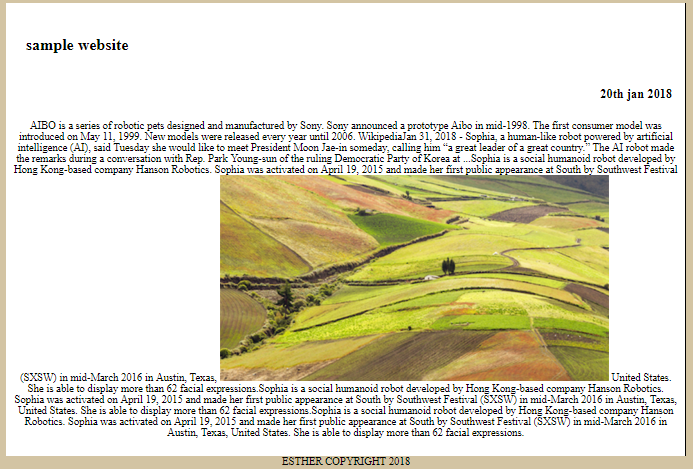 sample website
20th jan 2018
AIBO is a series of robotic pets designed and manufactured by Sony. Sony announced a prototype Aibo in mid-1998. The first consumer model was
introduced on May 11, 1999. New models were released every year until 2006. WikipediaJan 31, 2018 - Sophia, a human-like robot powered by artificial
intelligence (AI), said Tuesday she would like to meet President Moon Jae-in someday, calling him “a great leader of a great country.” The AI robot made
the remarks during a conversation with Rep. Park Young-sun of the ruling Democratic Party of Korea at ...Sophia is a social humanoid robot developed by
Hong Kong-based company Hanson Robotics. Sophia was activated on April 19, 2015 and made her first public appearance at South by Southwest Festival
(SXSW) in mid-March 2016 in Austin, Texas, United States.
She is able to display more than 62 facial expressions.Sophia is a social humanoid robot developed by Hong Kong-based company Hanson Robotics.
Sophia was activated on April 19, 2015 and made her first public appearance at South by Southwest Festival (SXSW) in mid-March 2016 in Austin, Texas,
United States. She is able to display more than 62 facial expressions.Sophia is a social humanoid robot developed by Hong Kong-based company Hanson
Robotics. Sophia was activated on April 19, 2015 and made her first public appearance at South by Southwest Festival (SXSW) in mid-March 2016 in
Austin, Texas, United States. She is able to display more than 62 facial expressions.
ESTHER COPYRIGHT 2018